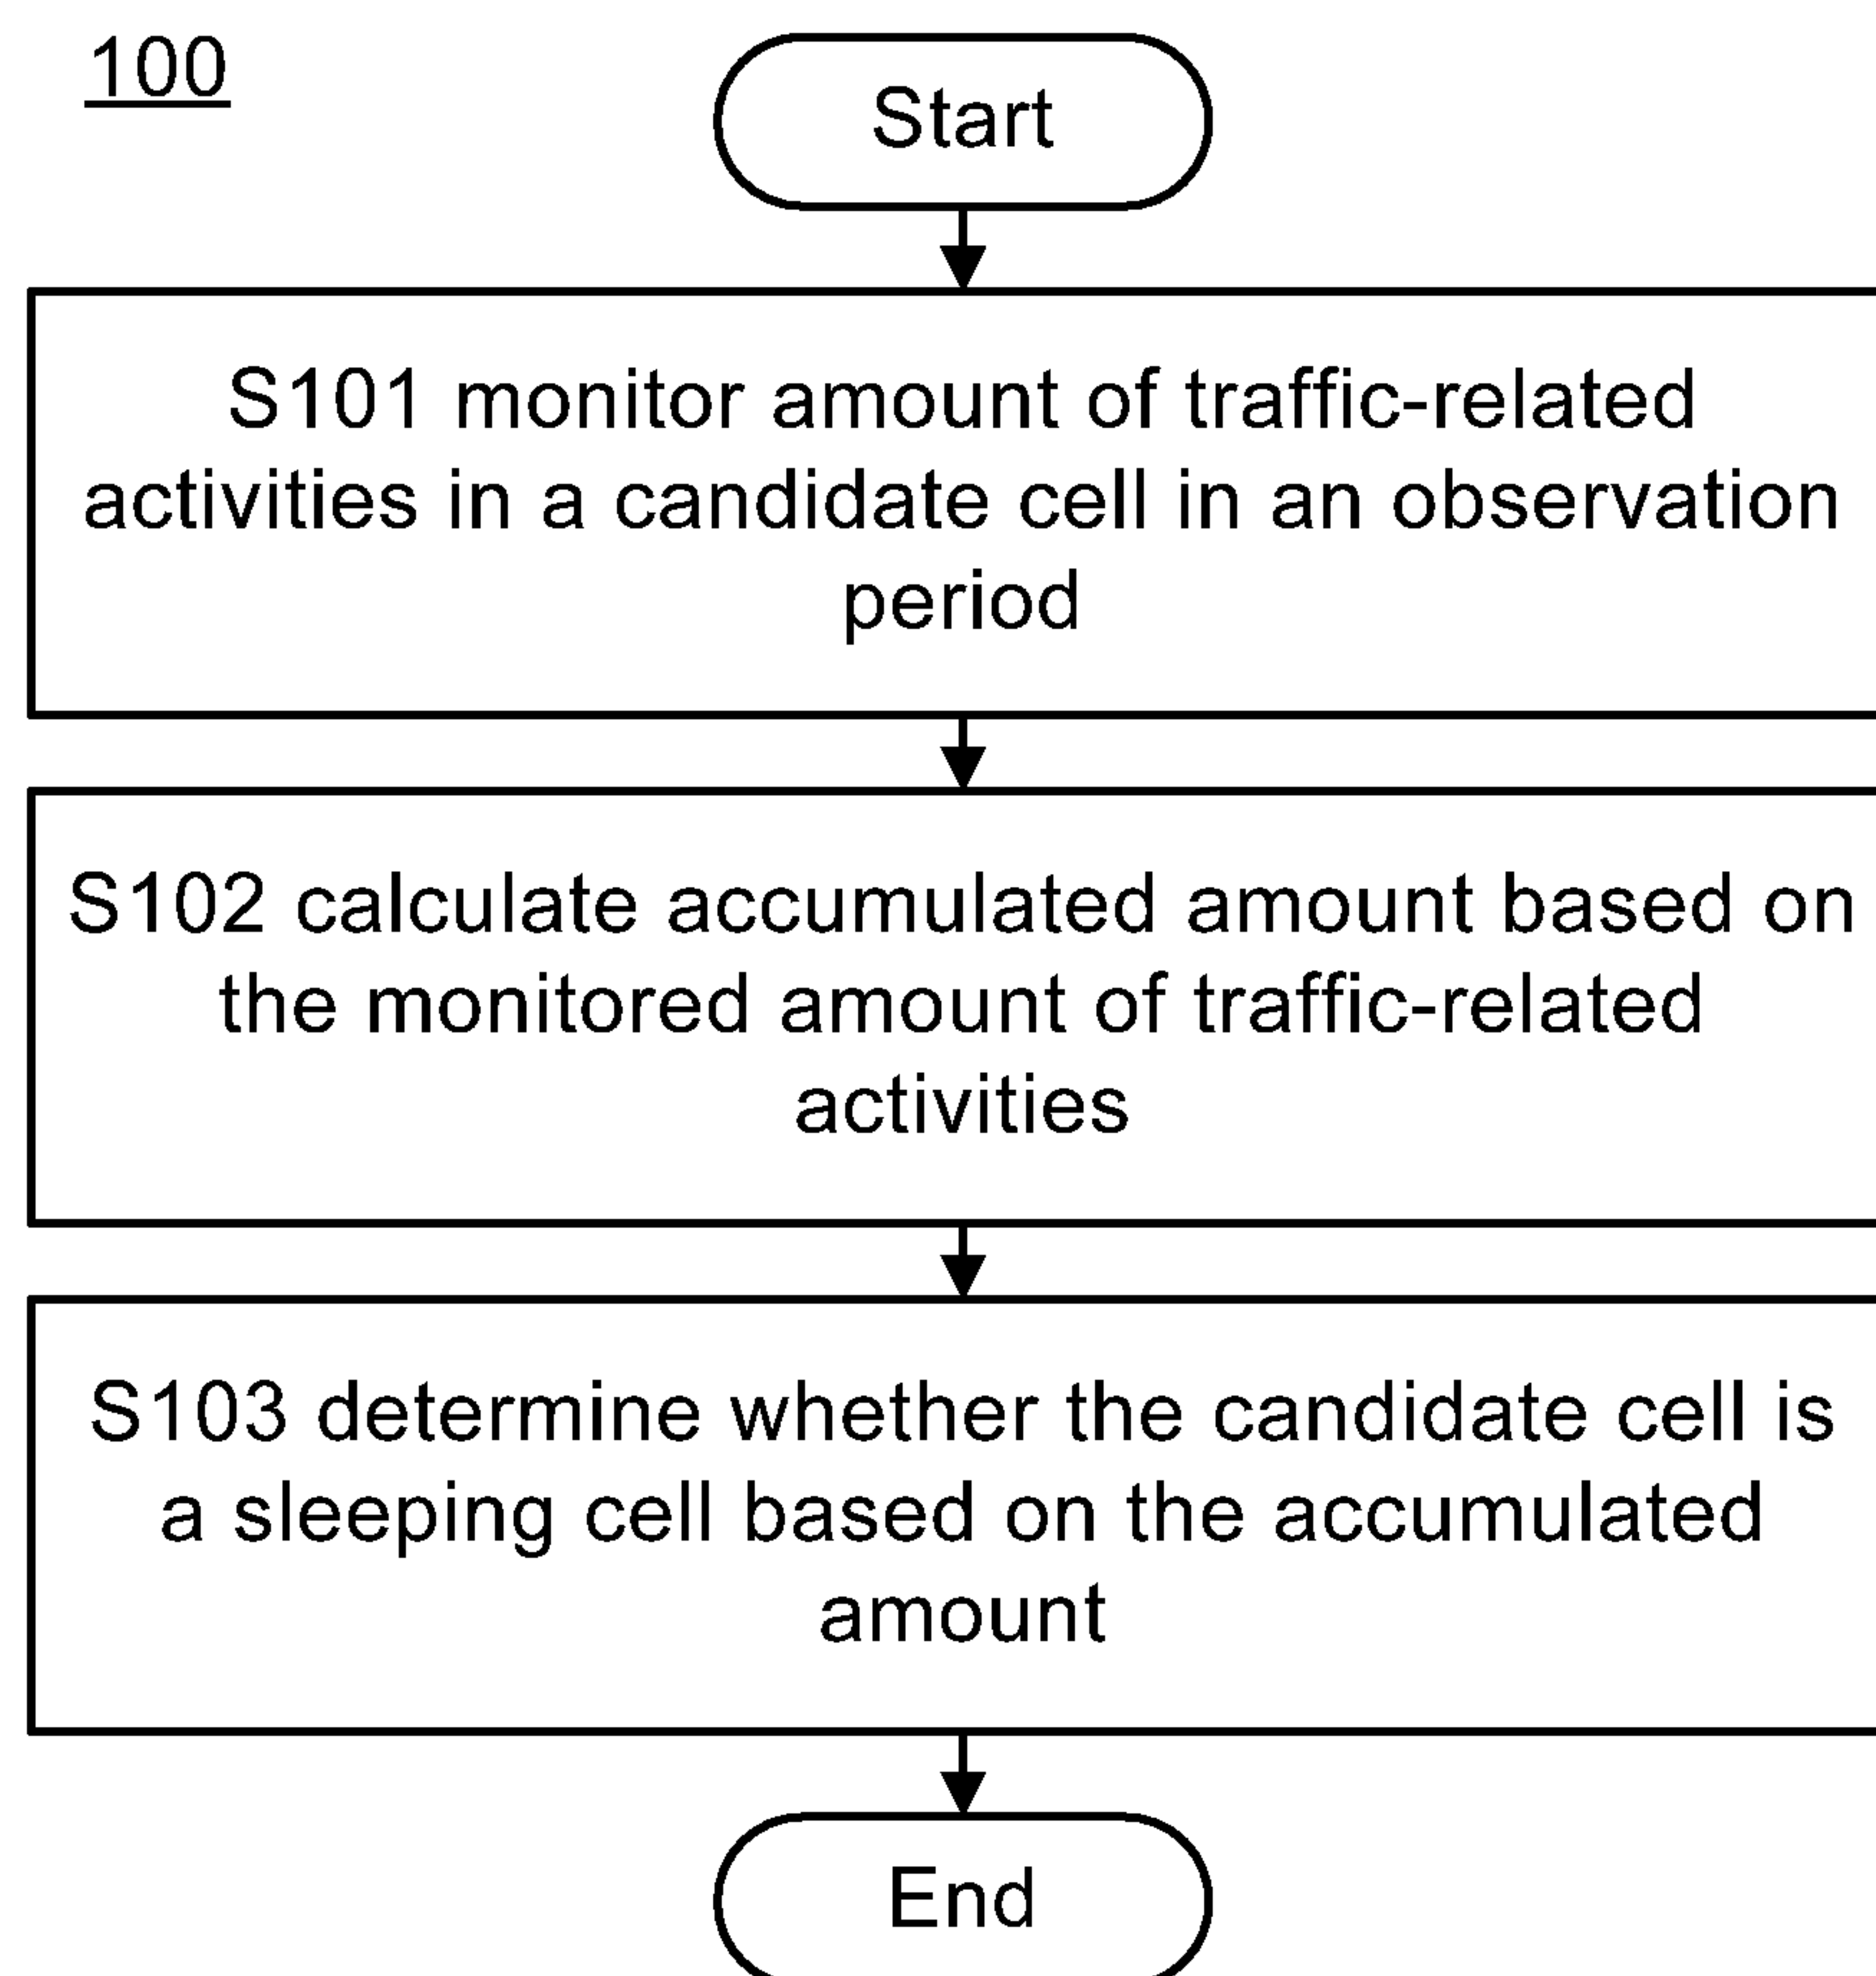 100
Start
S101 monitor amount of traffic-related
activities in a candidate cell in an observation
period
S102 calculate accumulated amount based on
the monitored amount of traffic-related
activities
S103 determine whether the candidate cell is
a sleeping cell based on the accumulated
amount
End